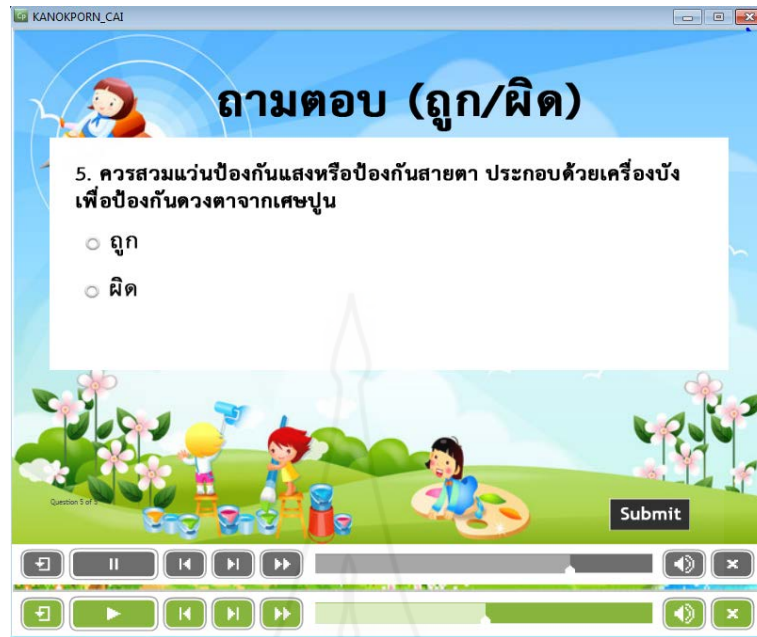 KANOKPORN_CAI
ถามตอบ (ถูก/ผิด)
5. ควรสวมแว่นป้องกันแสงหรือป้องกันสายตา ประกอบด้วยเครื่องบัง
เพื่อป้องกันดวงตาจากเศษปูน
ถูก
ผิด
Question 5 of 5
Submit